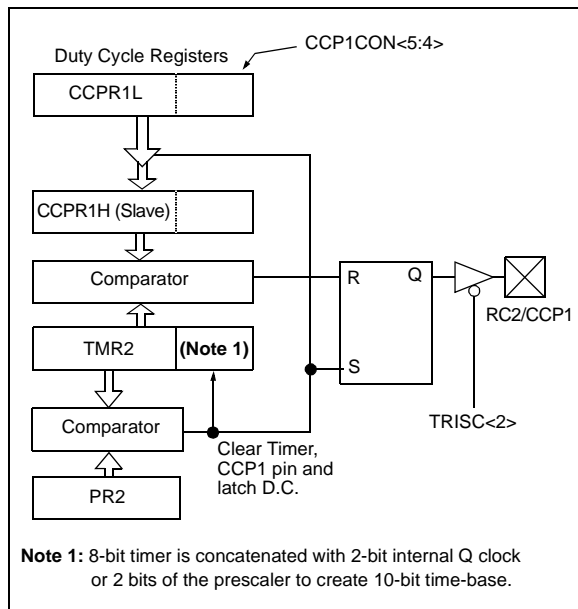 Duty Cycle Registers
CCP1CON<5:4>
CCPR1L
CCPR1H (Slave)
Comparator
R
Q
RC2/CCP1
TMR2
(Note 1)
S
TRISC<2>
Comparator
Clear Timer,
CCP1 pin and
latch D.C.
PR2
Note 1: 8-bit timer is concatenated with 2-bit internal Q clock
or 2 bits of the prescaler to create 10-bit time-base.